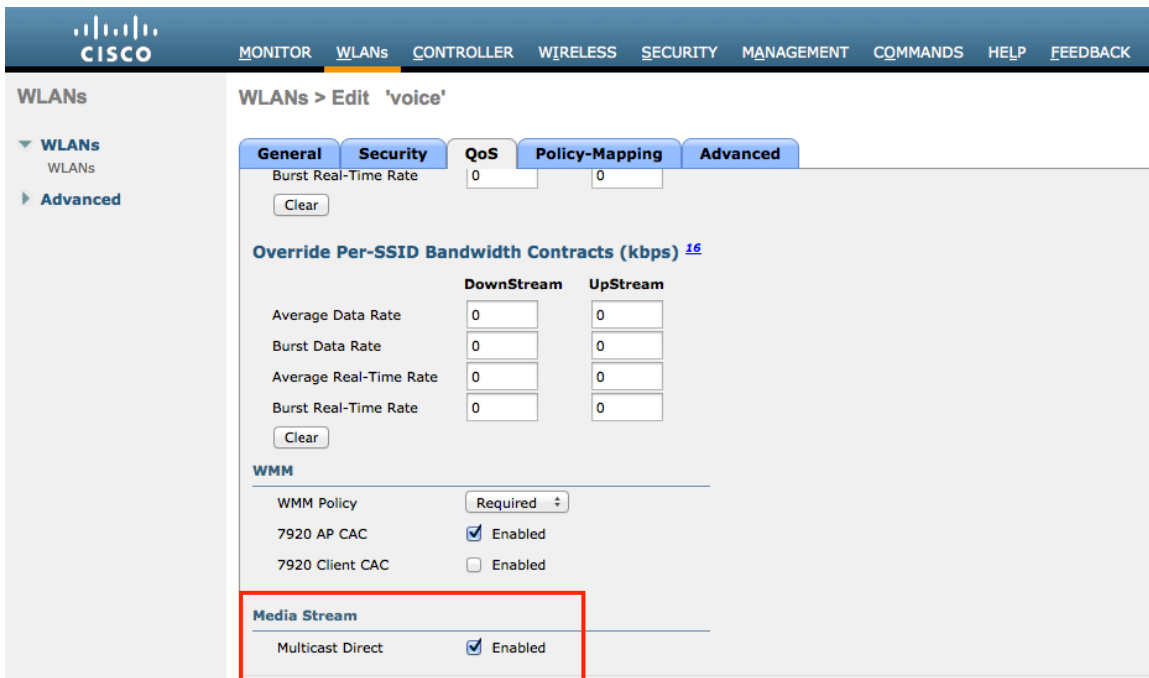 CISCO
MONITOR WLANs CONTROLLER WIRELESS SECURITY MANAGEMENT COMMANDS HELP FEEDBACK
WLANs
WLANs
WLANs
Advanced
WLANs > Edit 'voice'
General Security QoS Policy-Mapping Advanced
Burst Real-Time Rate 0 0
Clear
Override Per-SSID Bandwidth Contracts (kbps) 16
DownStream UpStream
Average Data Rate 0 0
Burst Data Rate 0 0
Average Real-Time Rate 0 0
Burst Real-Time Rate 0 0
Clear
WMM
WMM Policy Required
7920 AP CAC Enabled
7920 Client CAC Enabled
Media Stream
Multicast Direct Enabled